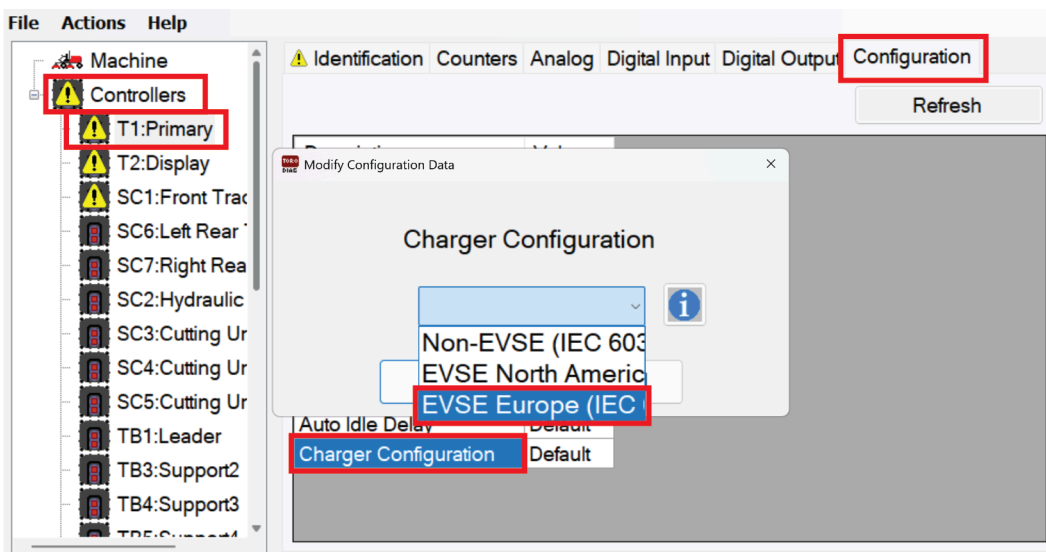 File Actions Help
Machine
Controllers
T1:Primary
T2:Display
SC1:Front Trac
SC6:Left Rear
SC7:Right Rea
SC2:Hydraulic
SC3:Cutting Ur
SC4:Cutting Ur
SC5:Cutting Ur
TB1:Leader
TB3:Support2
TB4:Support3
Identification Counters Analog Digital Input Digital Output Configuration
Refresh
TORO DIAG Modify Configuration Data
Charger Configuration
Non-EVSE (IEC 603
EVSE North Americ
EVSE Europe (IEC
Auto Idle Delay Default
Charger Configuration Default